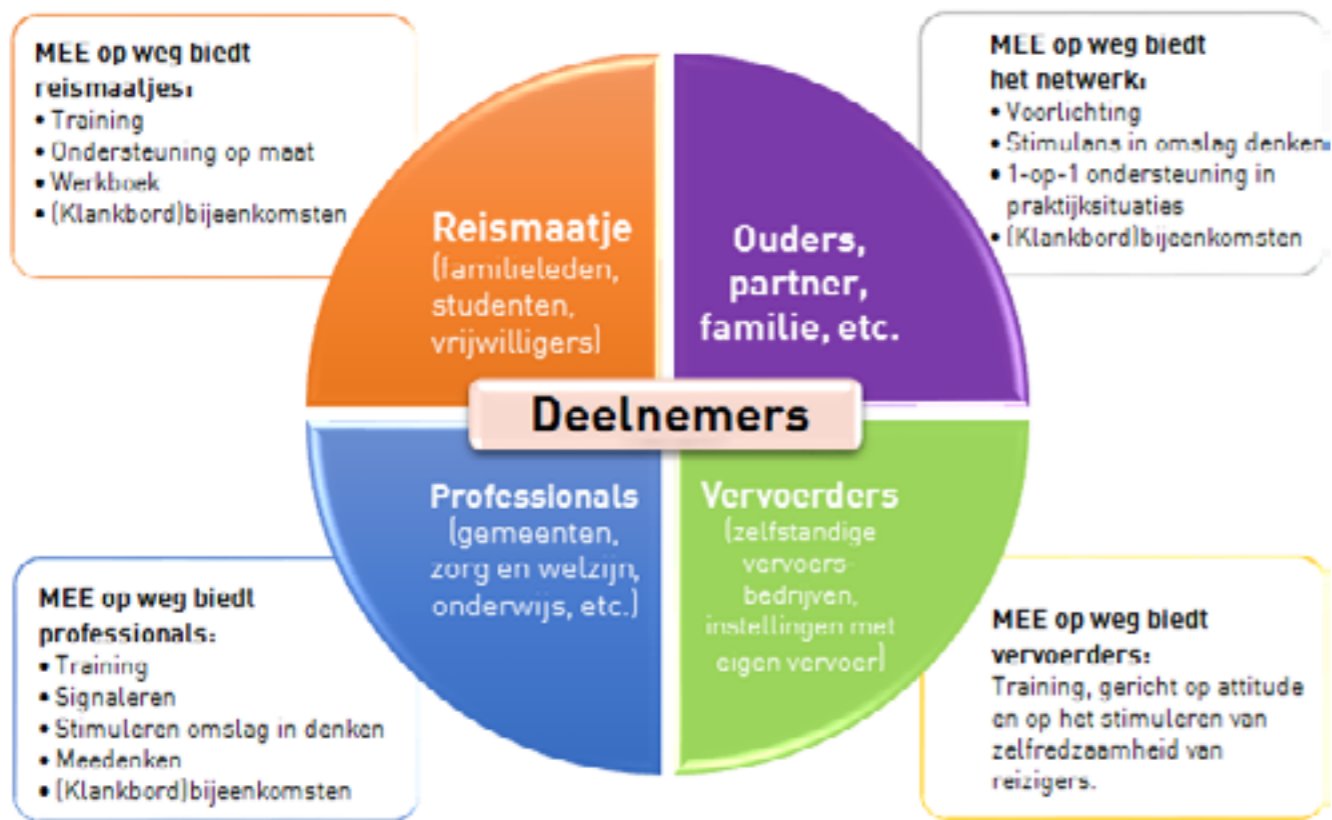 MEE op weg biedt
reismaatjes:
• Training
• Ondersteuning op maat
• Werkboek
• (Klankbord)bijeenkomsten
MEE op weg biedt
het netwerk:
• Voorlichting
• Stimulans in omslag denken
• 1-op-1 ondersteuning in
praktijksituaties
• (Klankbord)bijeenkomsten
Reismaatje
(familieleden,
studenten,
vrijwilligers)
Ouders,
partner,
familie, etc.
Deelnemers
Professionals
(gemeenten,
zorg en welzijn,
onderwijs, etc.)
Vervoerders
(zelfstandige
vervoers-
bedrijven,
instellingen met
eigen vervoer)
MEE op weg biedt
professionals:
• Training
• Signaleren
• Stimuleren omslag in denken
• Meedenken
• (Klankbord)bijeenkomsten
MEE op weg biedt
vervoerders:
Training, gericht op attitude
en op het stimuleren van
zelfredzaamheid van
reizigers.